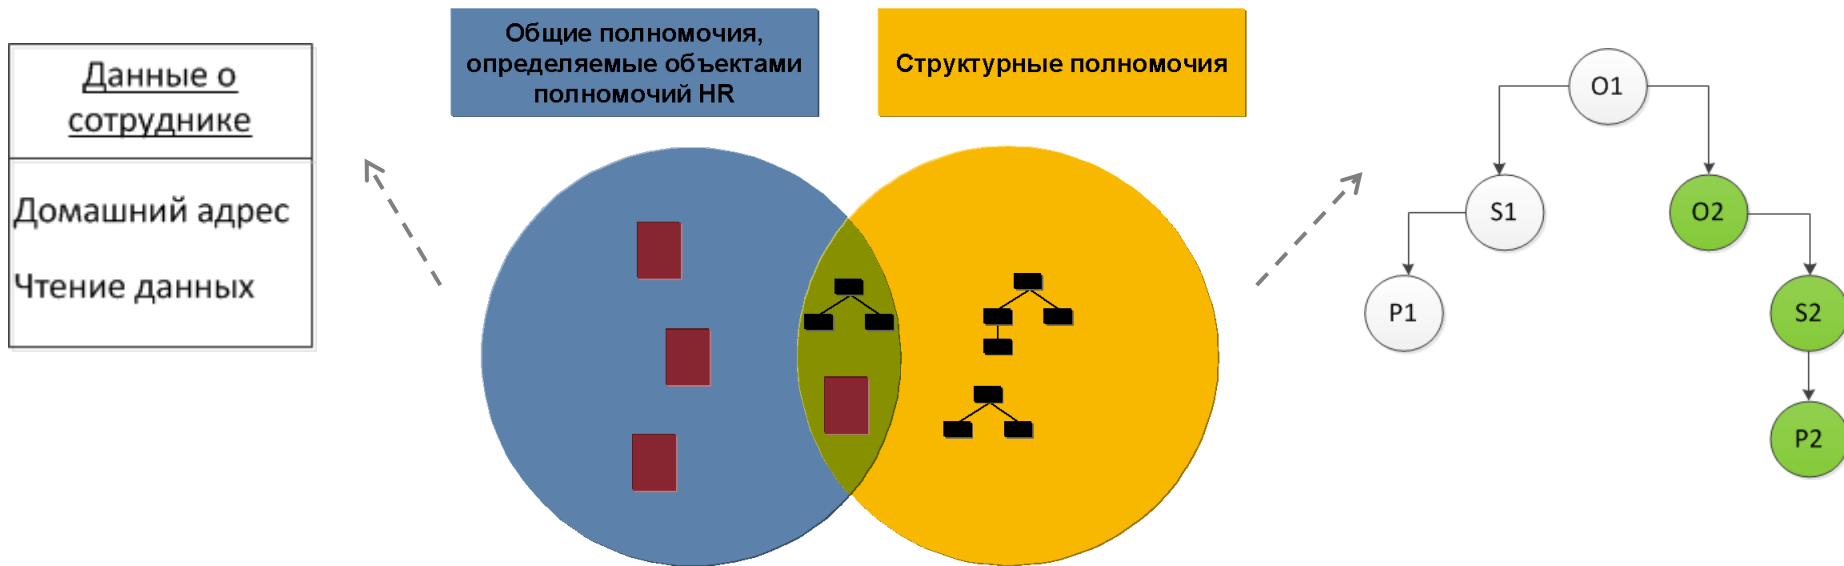 Данные о
сотруднике
Домашний адрес
Чтение данных
Общие полномочия,
определяемые объектами
полномочий HR
Структурные полномочия
O1
S1
O2
P1
S2
P2